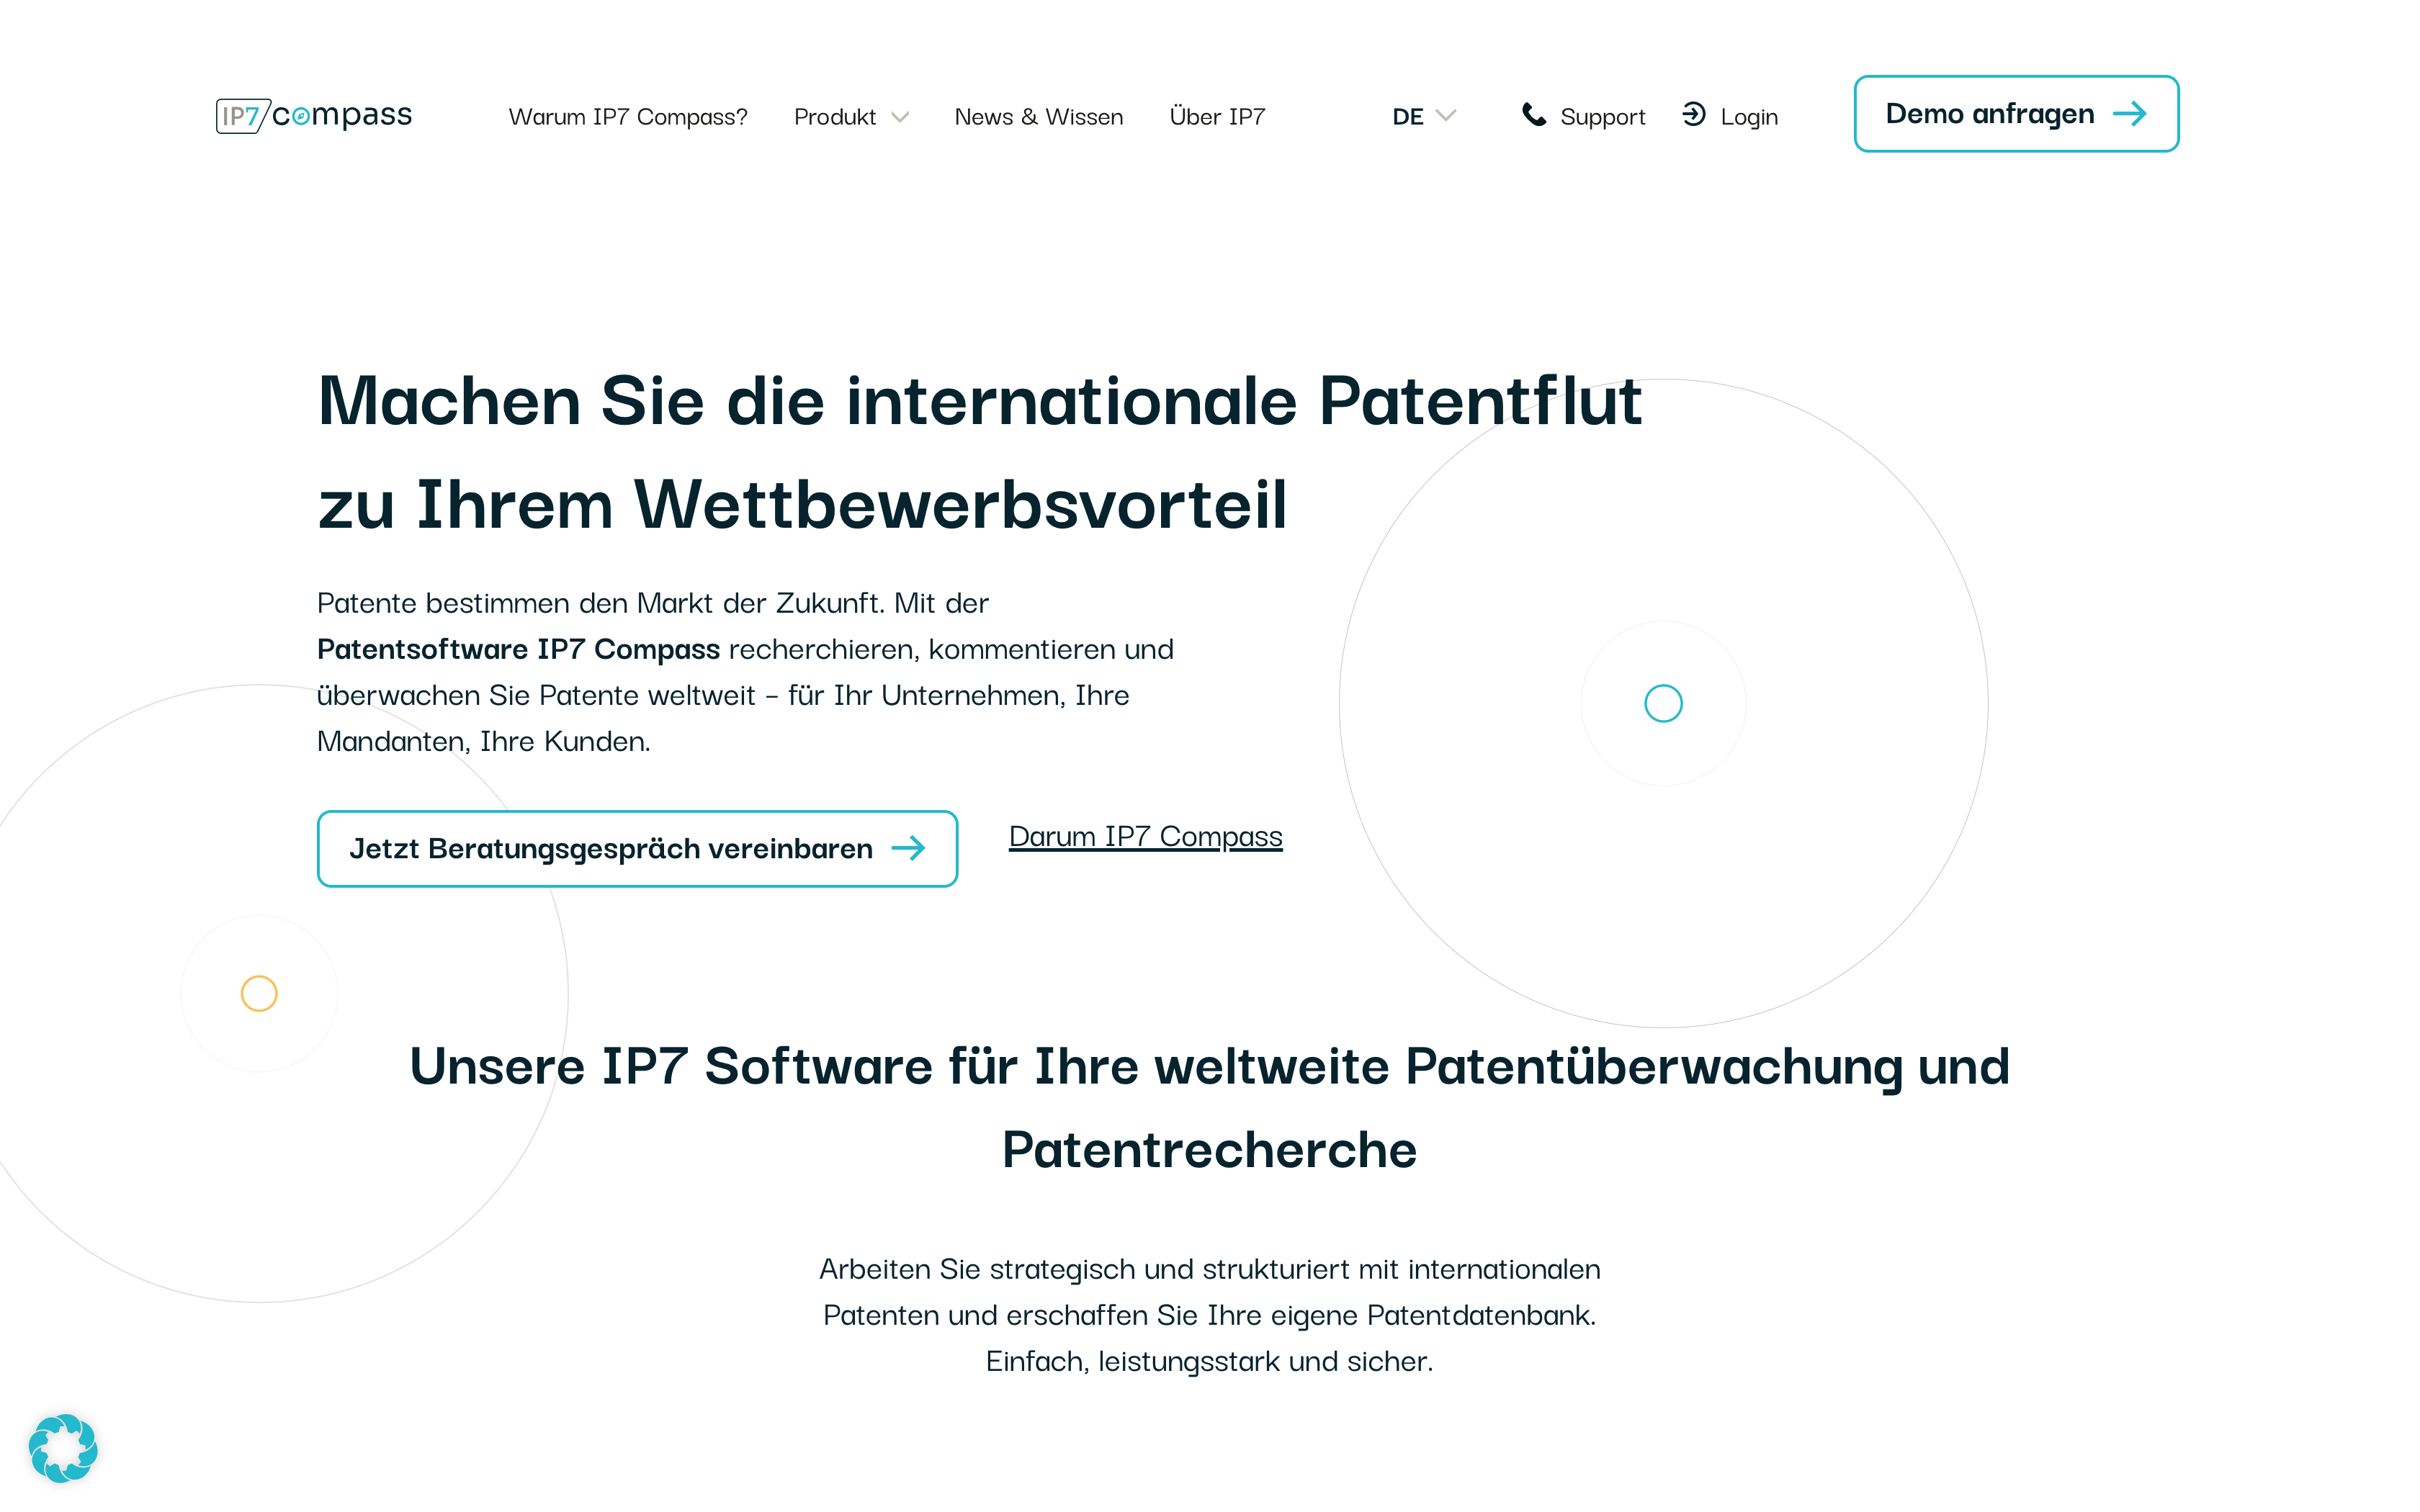 IP7 compass
Warum IP7 Compass?
Produkt
News & Wissen
Über IP7
DE
Support
Login
Demo anfragen
Machen Sie die internationale Patentflut
zu Ihrem Wettbewerbsvorteil
Patente bestimmen den Markt der Zukunft. Mit der
Patentsoftware IP7 Compass recherchieren, kommentieren und
überwachen Sie Patente weltweit – für Ihr Unternehmen, Ihre
Mandanten, Ihre Kunden.
Jetzt Beratungsgespräch vereinbaren
Darum IP7 Compass
Unsere IP7 Software für Ihre weltweite Patentüberwachung und
Patentrecherche
Arbeiten Sie strategisch und strukturiert mit internationalen
Patenten und erschaffen Sie Ihre eigene Patentdatenbank.
Einfach, leistungsstark und sicher.